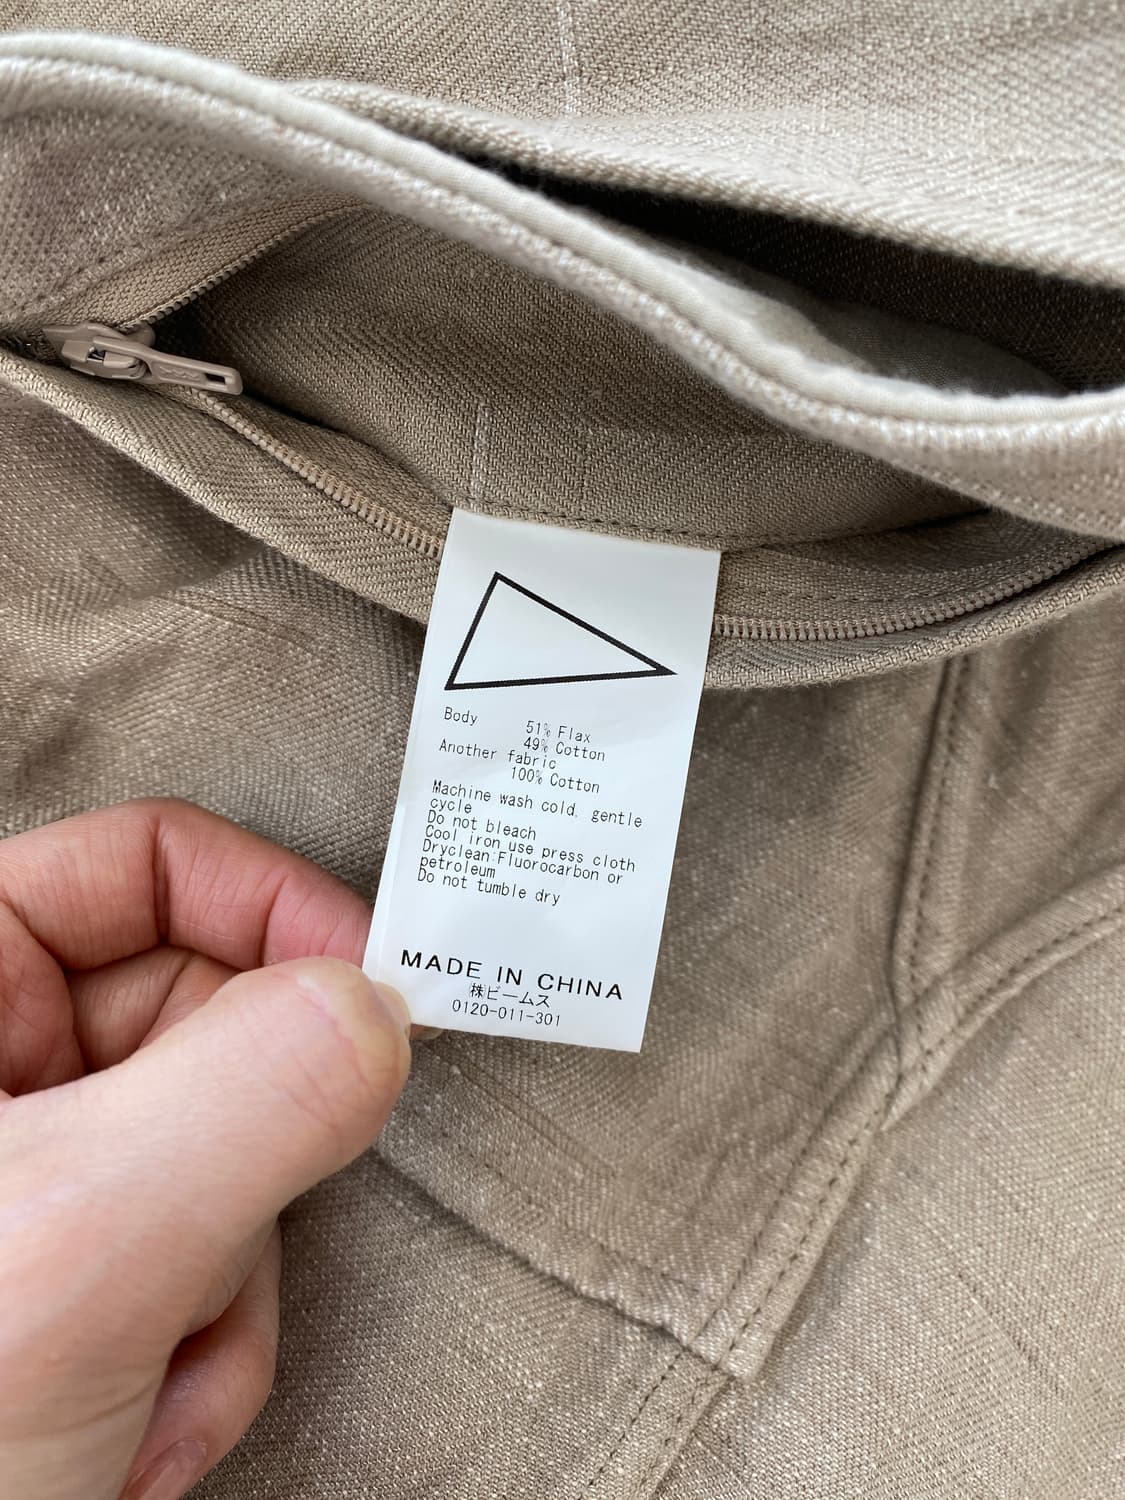 Body
51% Flax
49% Cotton
Another fabric
100% Cotton
Machine wash cold, gentle
cycle
Do not bleach
Cool iron use press cloth
Dryclean:Fluorocarbon or
petroleum
Do not tumble dry
MADE IN CHINA
㈱ビームス
0120-011-301